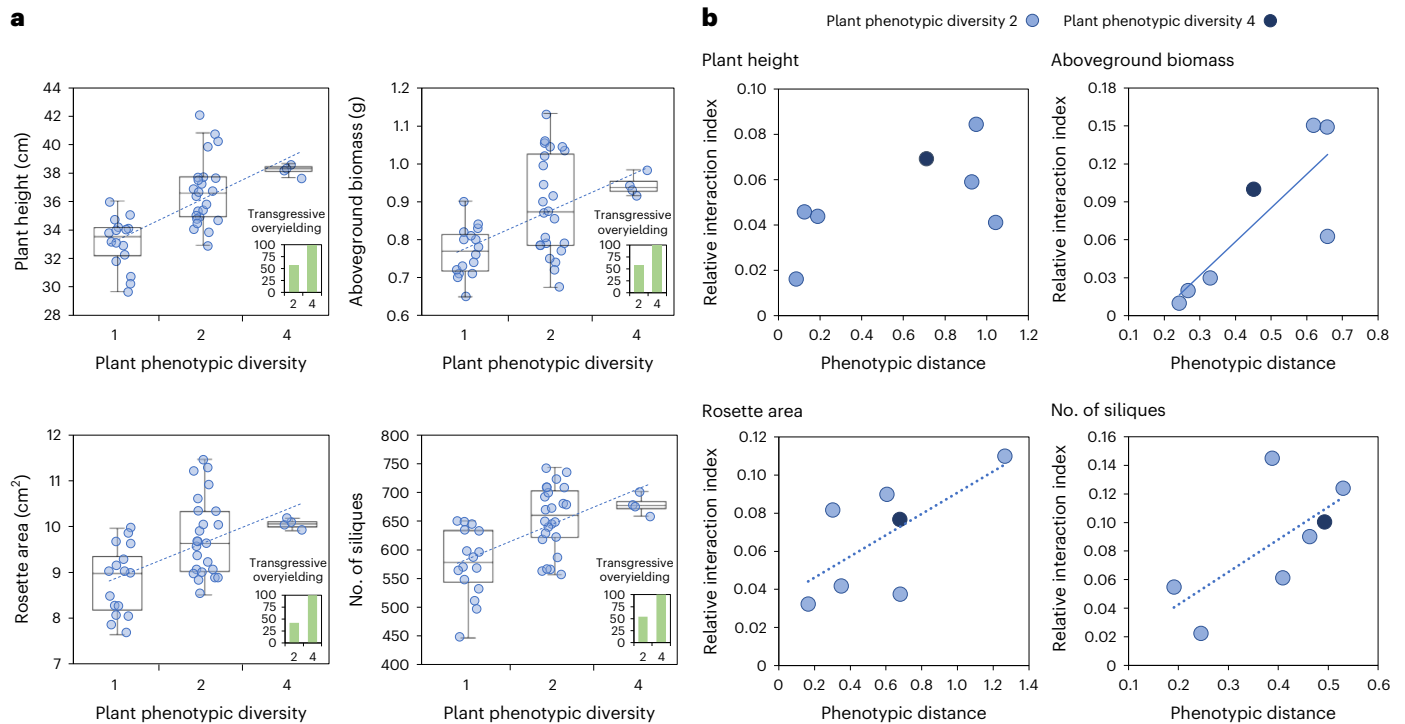 a
Plant height (cm)
44
42
40
38
36
34
32
30
28
Transgressive
overyielding
100
75
50
25
0
2 4
1 2 4
Plant phenotypic diversity
Aboveground biomass (g)
1.2
1.1
1.0
0.9
0.8
0.7
0.6
Transgressive
overyielding
100
75
50
25
0
2 4
1 2 4
Plant phenotypic diversity
Rosette area (cm²)
12
11
10
9
8
7
Transgressive
overyielding
100
75
50
25
0
2 4
1 2 4
Plant phenotypic diversity
No. of siliques
800
750
700
650
600
550
500
450
400
Transgressive
overyielding
100
75
50
25
0
2 4
1 2 4
Plant phenotypic diversity
b
Plant phenotypic diversity 2 Plant phenotypic diversity 4
Plant height
Relative interaction index
0.10
0.08
0.06
0.04
0.02
0
0 0.2 0.4 0.6 0.8 1.0 1.2
Phenotypic distance
Aboveground biomass
Relative interaction index
0.18
0.15
0.12
0.09
0.06
0.03
0
0.1 0.2 0.3 0.4 0.5 0.6 0.7 0.8
Phenotypic distance
Rosette area
Relative interaction index
0.12
0.10
0.08
0.06
0.04
0.02
0
0 0.2 0.4 0.6 0.8 1.0 1.2 1.4
Phenotypic distance
No. of siliques
Relative interaction index
0.16
0.14
0.12
0.10
0.08
0.06
0.04
0.02
0
0.1 0.2 0.3 0.4 0.5 0.6
Phenotypic distance